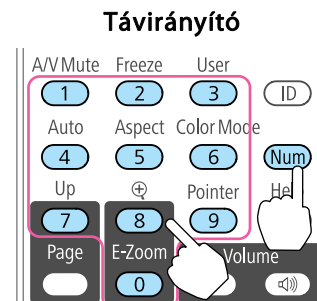 Távirányító
A/V Mute Freeze User
1 2 3 ID
Auto Aspect Color Mode
4 5 6 Num
Up Pointer
7 8 9
Page E-Zoom Volume
0